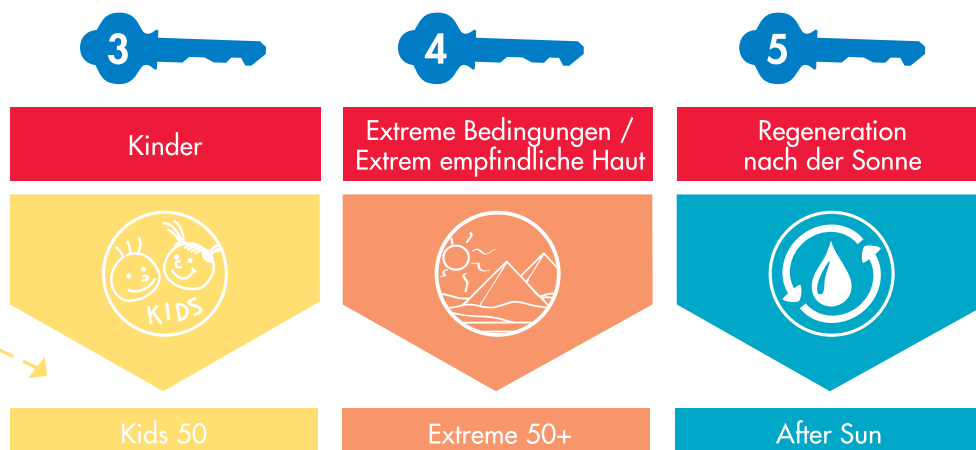 3
4
5
Kinder
Extreme Bedingungen /
Extrem empfindliche Haut
Regeneration
nach der Sonne
KIDS
Kids 50
Extreme 50+
After Sun